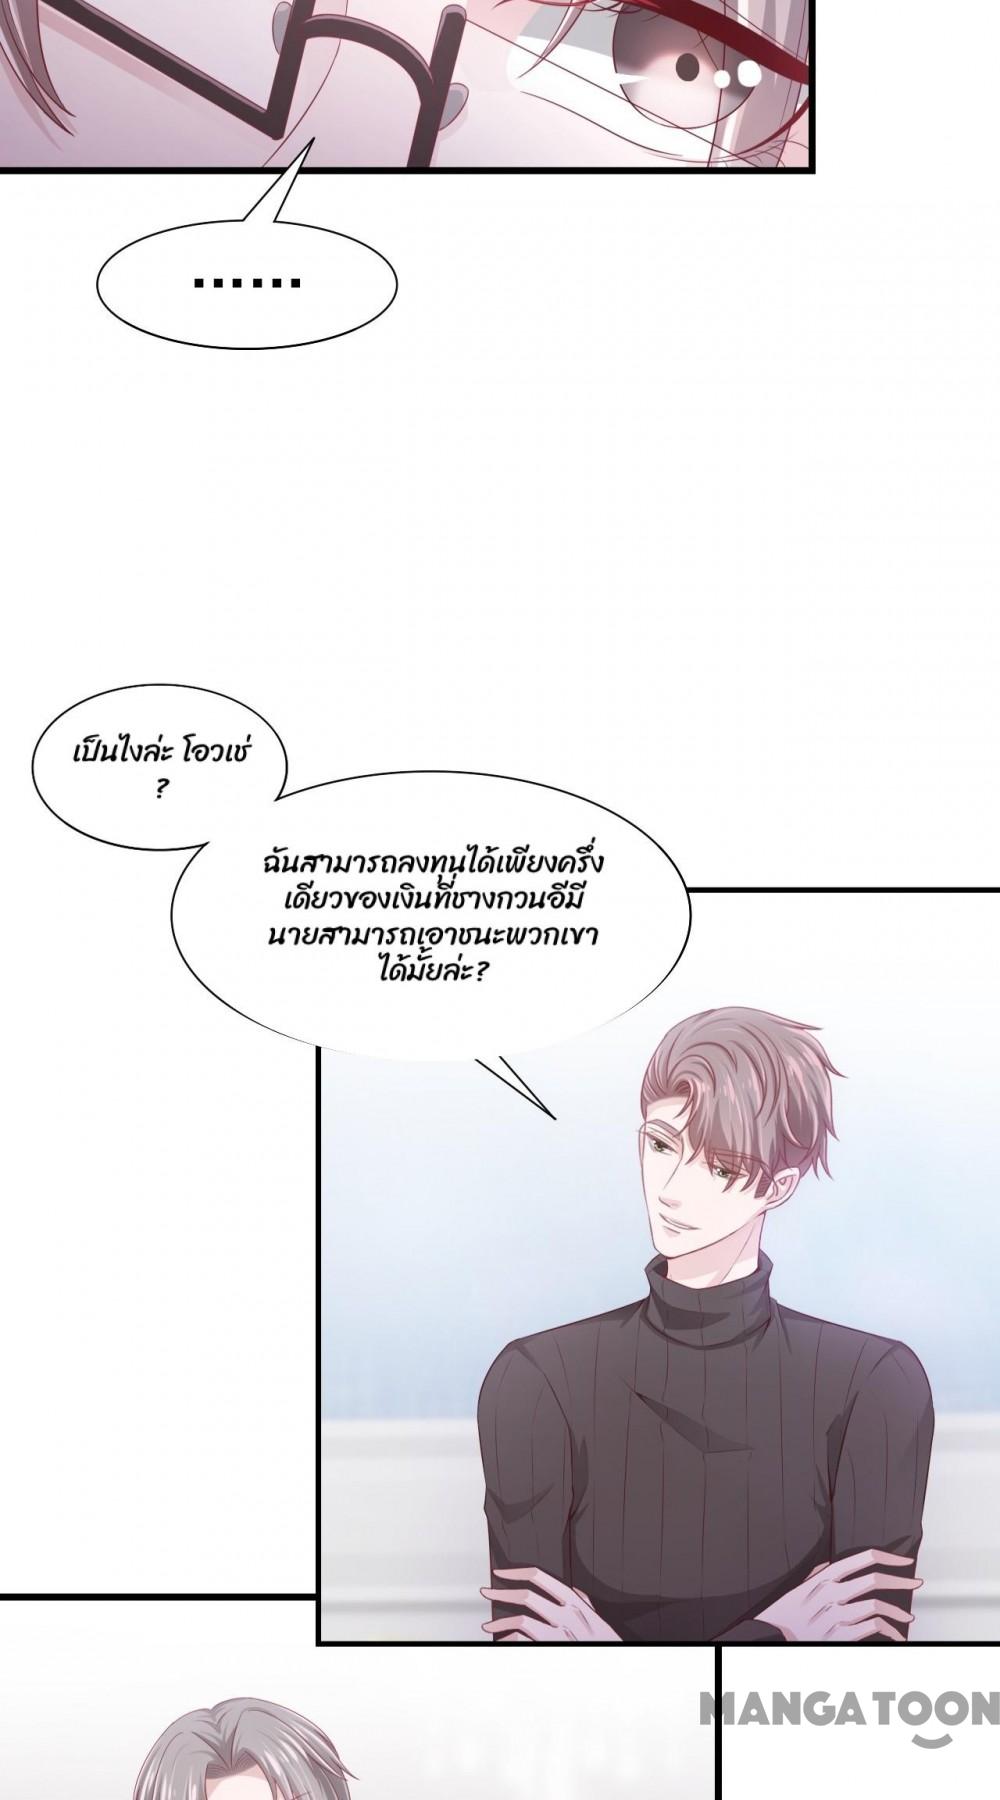 ......
เป็นไงล่ะ โอวเช่
?
ฉันสามารถลงทุนได้เพียงครึ่ง
เดียวของเงินที่ชางกวนอีมี
นายสามารถเอาชนะพวกเขา
ได้มั้ยล่ะ?
MANGATOON